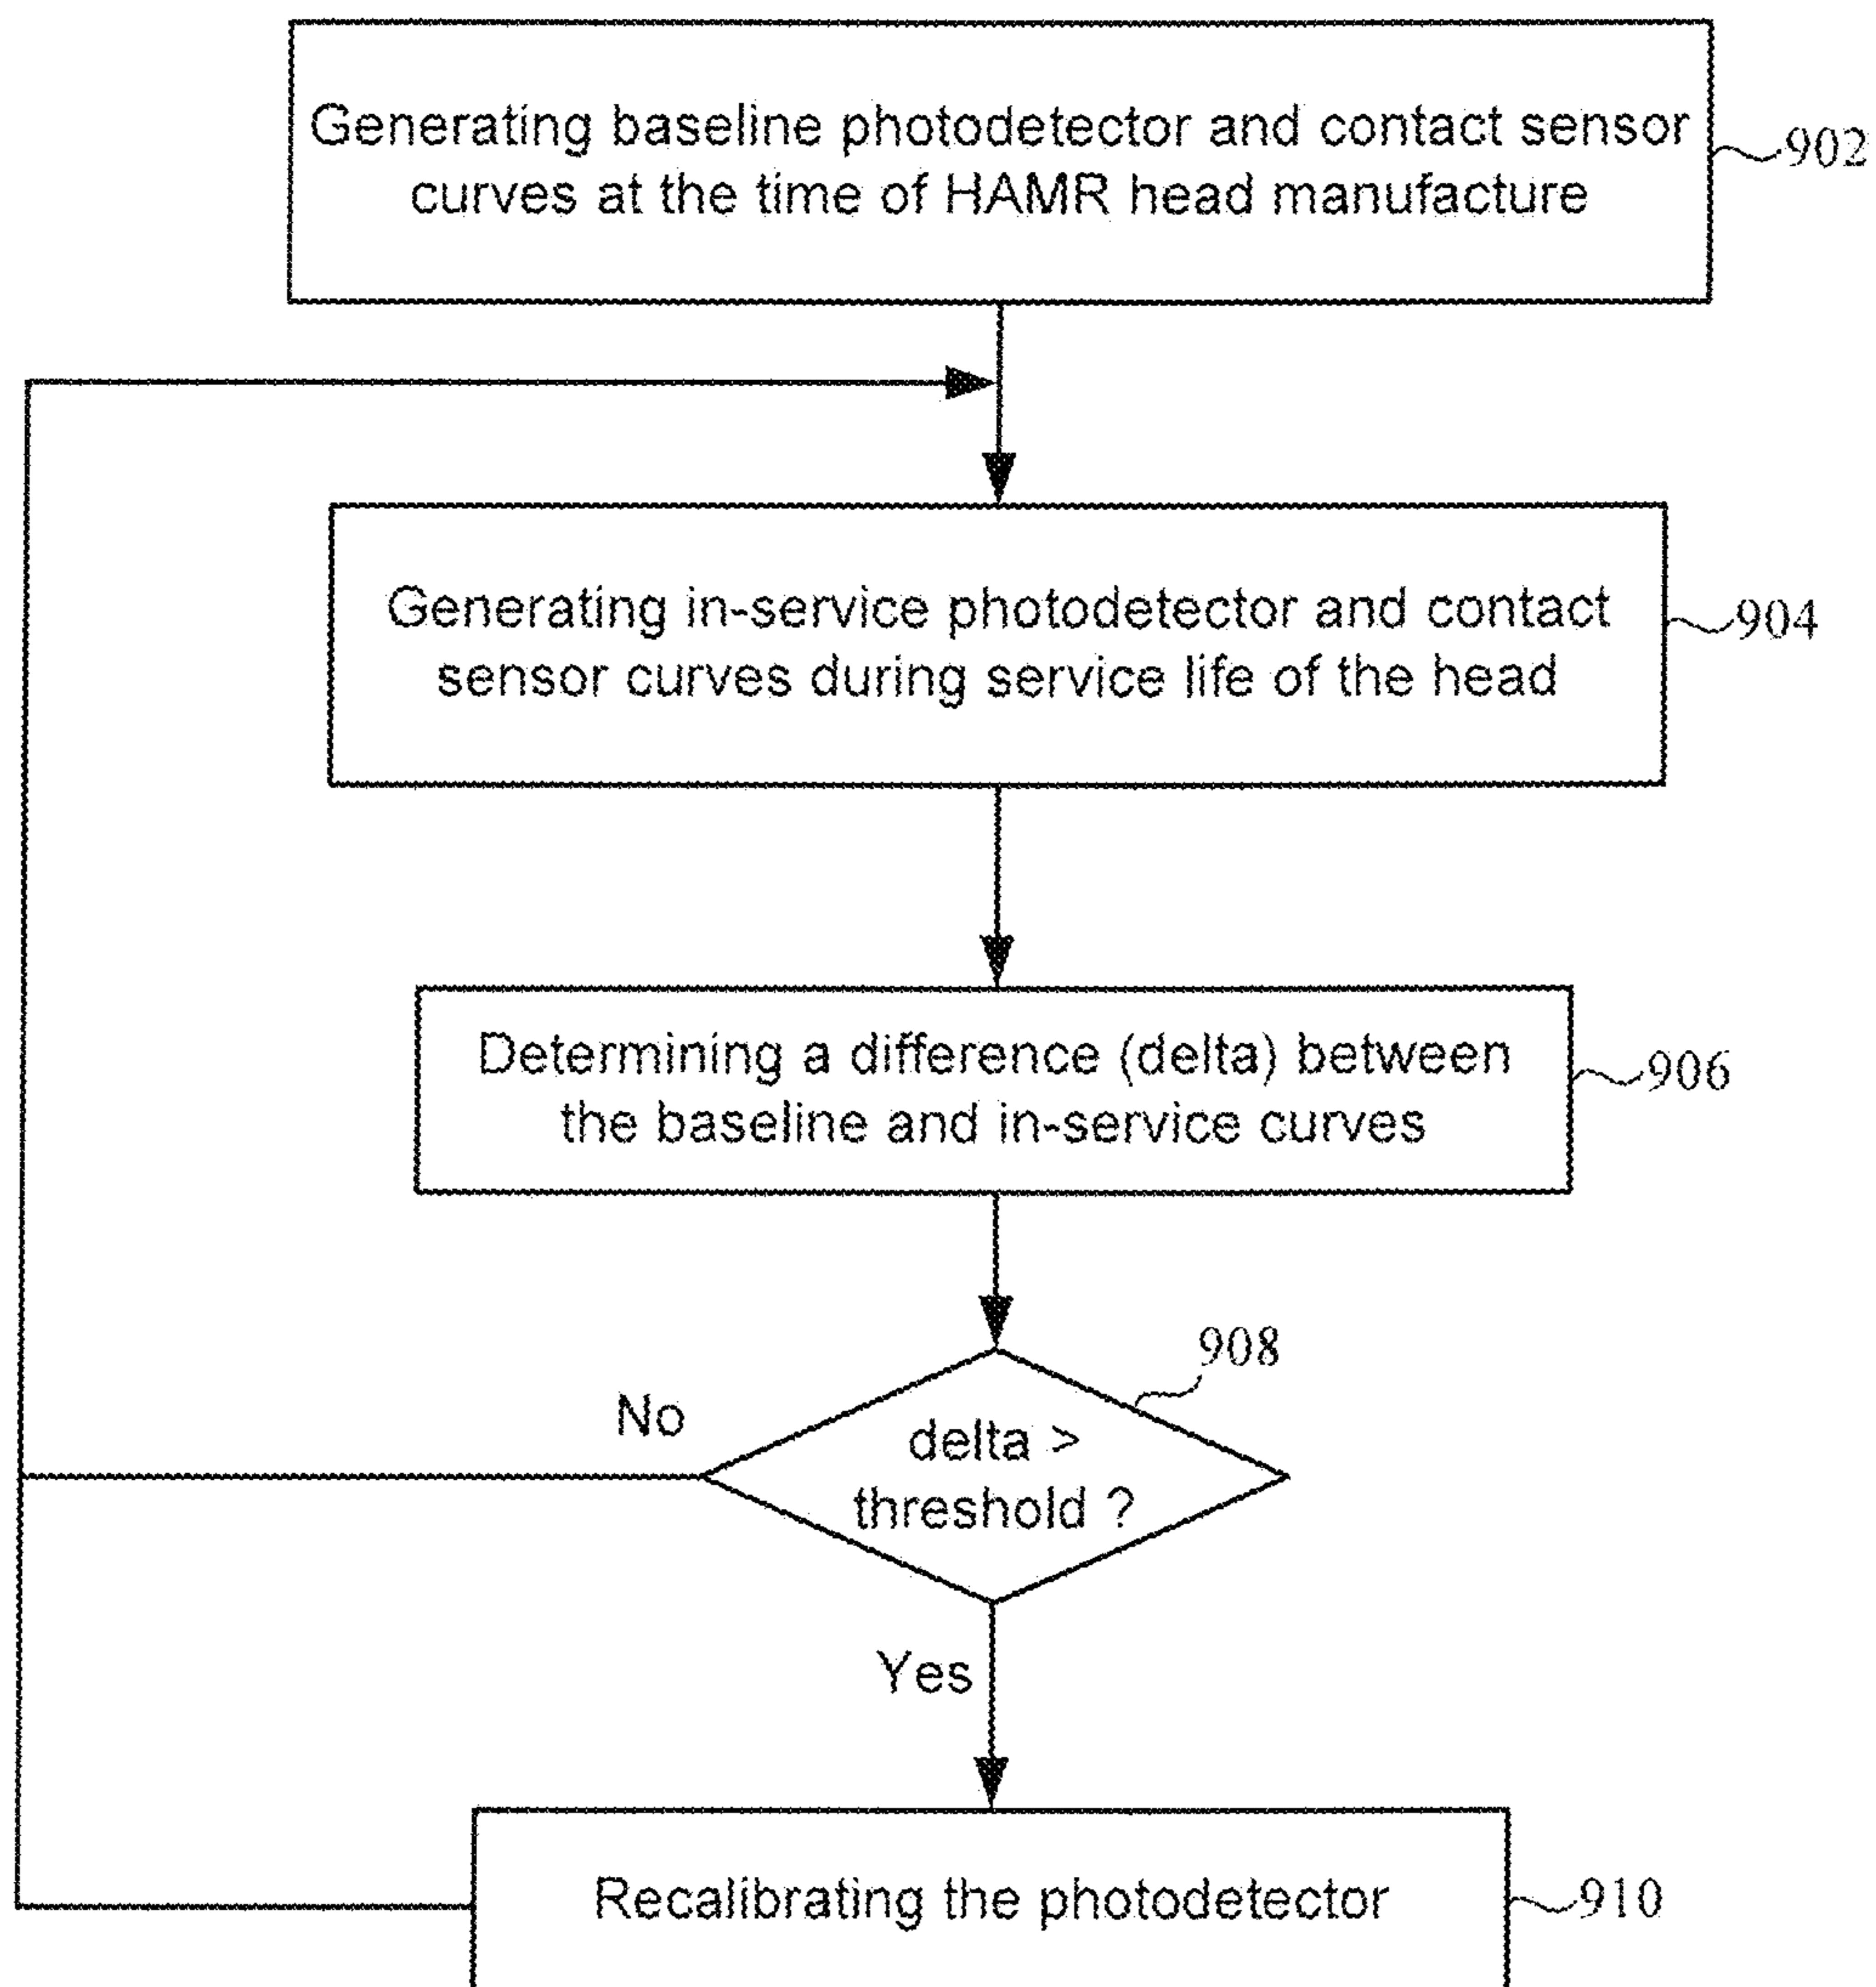 Generating baseline photodetector and contact sensor
curves at the time of HAMR head manufacture
902
Generating in-service photodetector and contact
sensor curves during service life of the head
904
Determining a difference (delta) between
the baseline and in-service curves
906
908
No
delta >
threshold ?
Yes
Recalibrating the photodetector
910